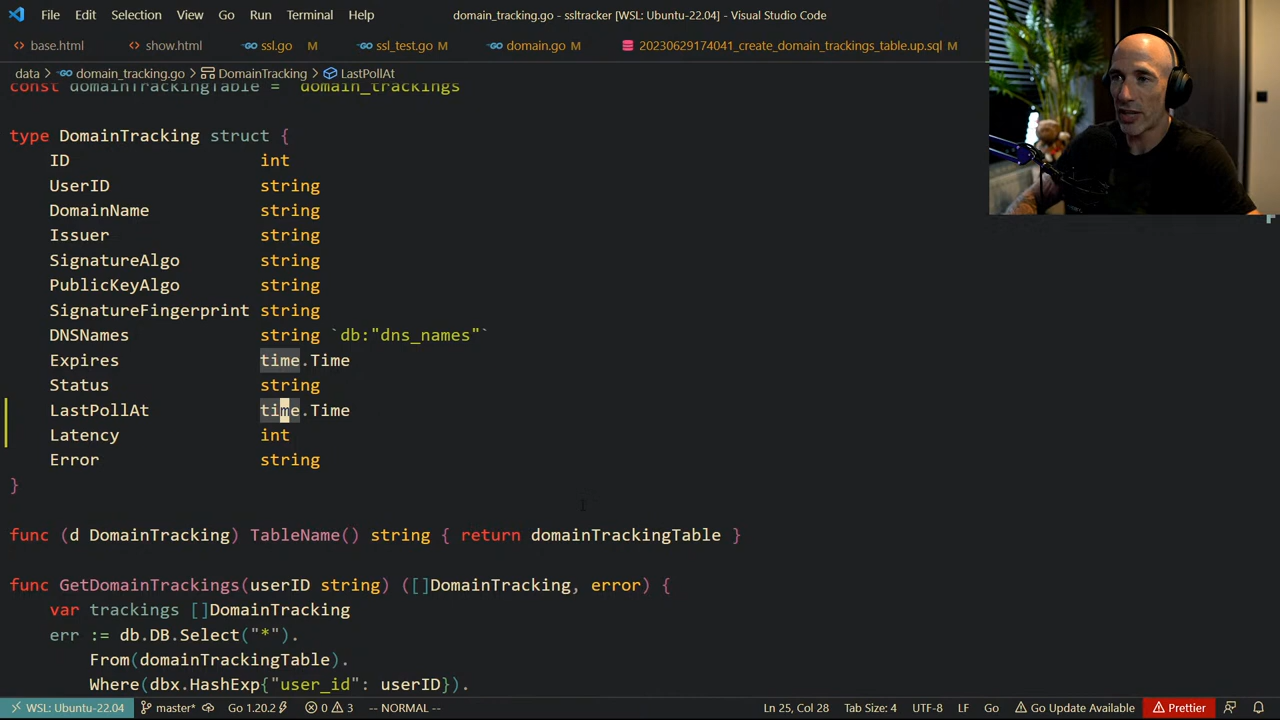 File Edit Selection View Go Run Terminal Help domain_tracking.go - ssltracker [WSL: Ubuntu-22.04] - Visual Studio Code
base.html show.html ssl.go M ssl_test.go M domain.go M 20230629174041_create_domain_trackings_table.up.sql M
data > domain_tracking.go > DomainTracking > LastPollAt
const domainTrackingTable = "domain_trackings"
type DomainTracking struct {
ID int
UserID string
DomainName string
Issuer string
SignatureAlgo string
PublicKeyAlgo string
SignatureFingerprint string
DNSNames string `db:"dns_names"`
Expires time.Time
Status string
LastPollAt time.Time
Latency int
Error string
}
func (d DomainTracking) TableName() string { return domainTrackingTable }
func GetDomainTrackings(userID string) ([]DomainTracking, error) {
var trackings []DomainTracking
err := db.DB.Select("*").
From(domainTrackingTable).
Where(dbx.HashExp{"user_id": userID}).
WSL: Ubuntu-22.04 master* Go 1.20.2 0 3 -- NORMAL -- Ln 25, Col 28 Tab Size: 4 UTF-8 LF Go Go Update Available Prettier